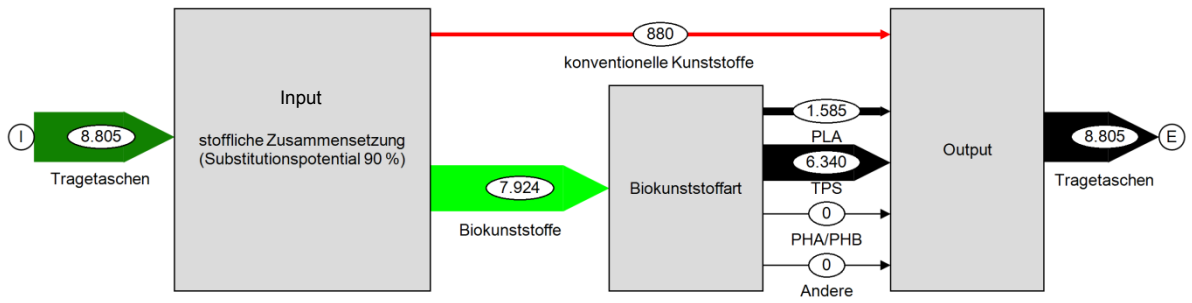 I
8.805
Tragetaschen
Input
stoffliche Zusammensetzung
(Substitutionspotential 90 %)
880
konventionelle Kunststoffe
7.924
Biokunststoffe
Biokunststoffart
1.585
PLA
6.340
TPS
0
PHA/PHB
0
Andere
Output
8.805
Tragetaschen
E